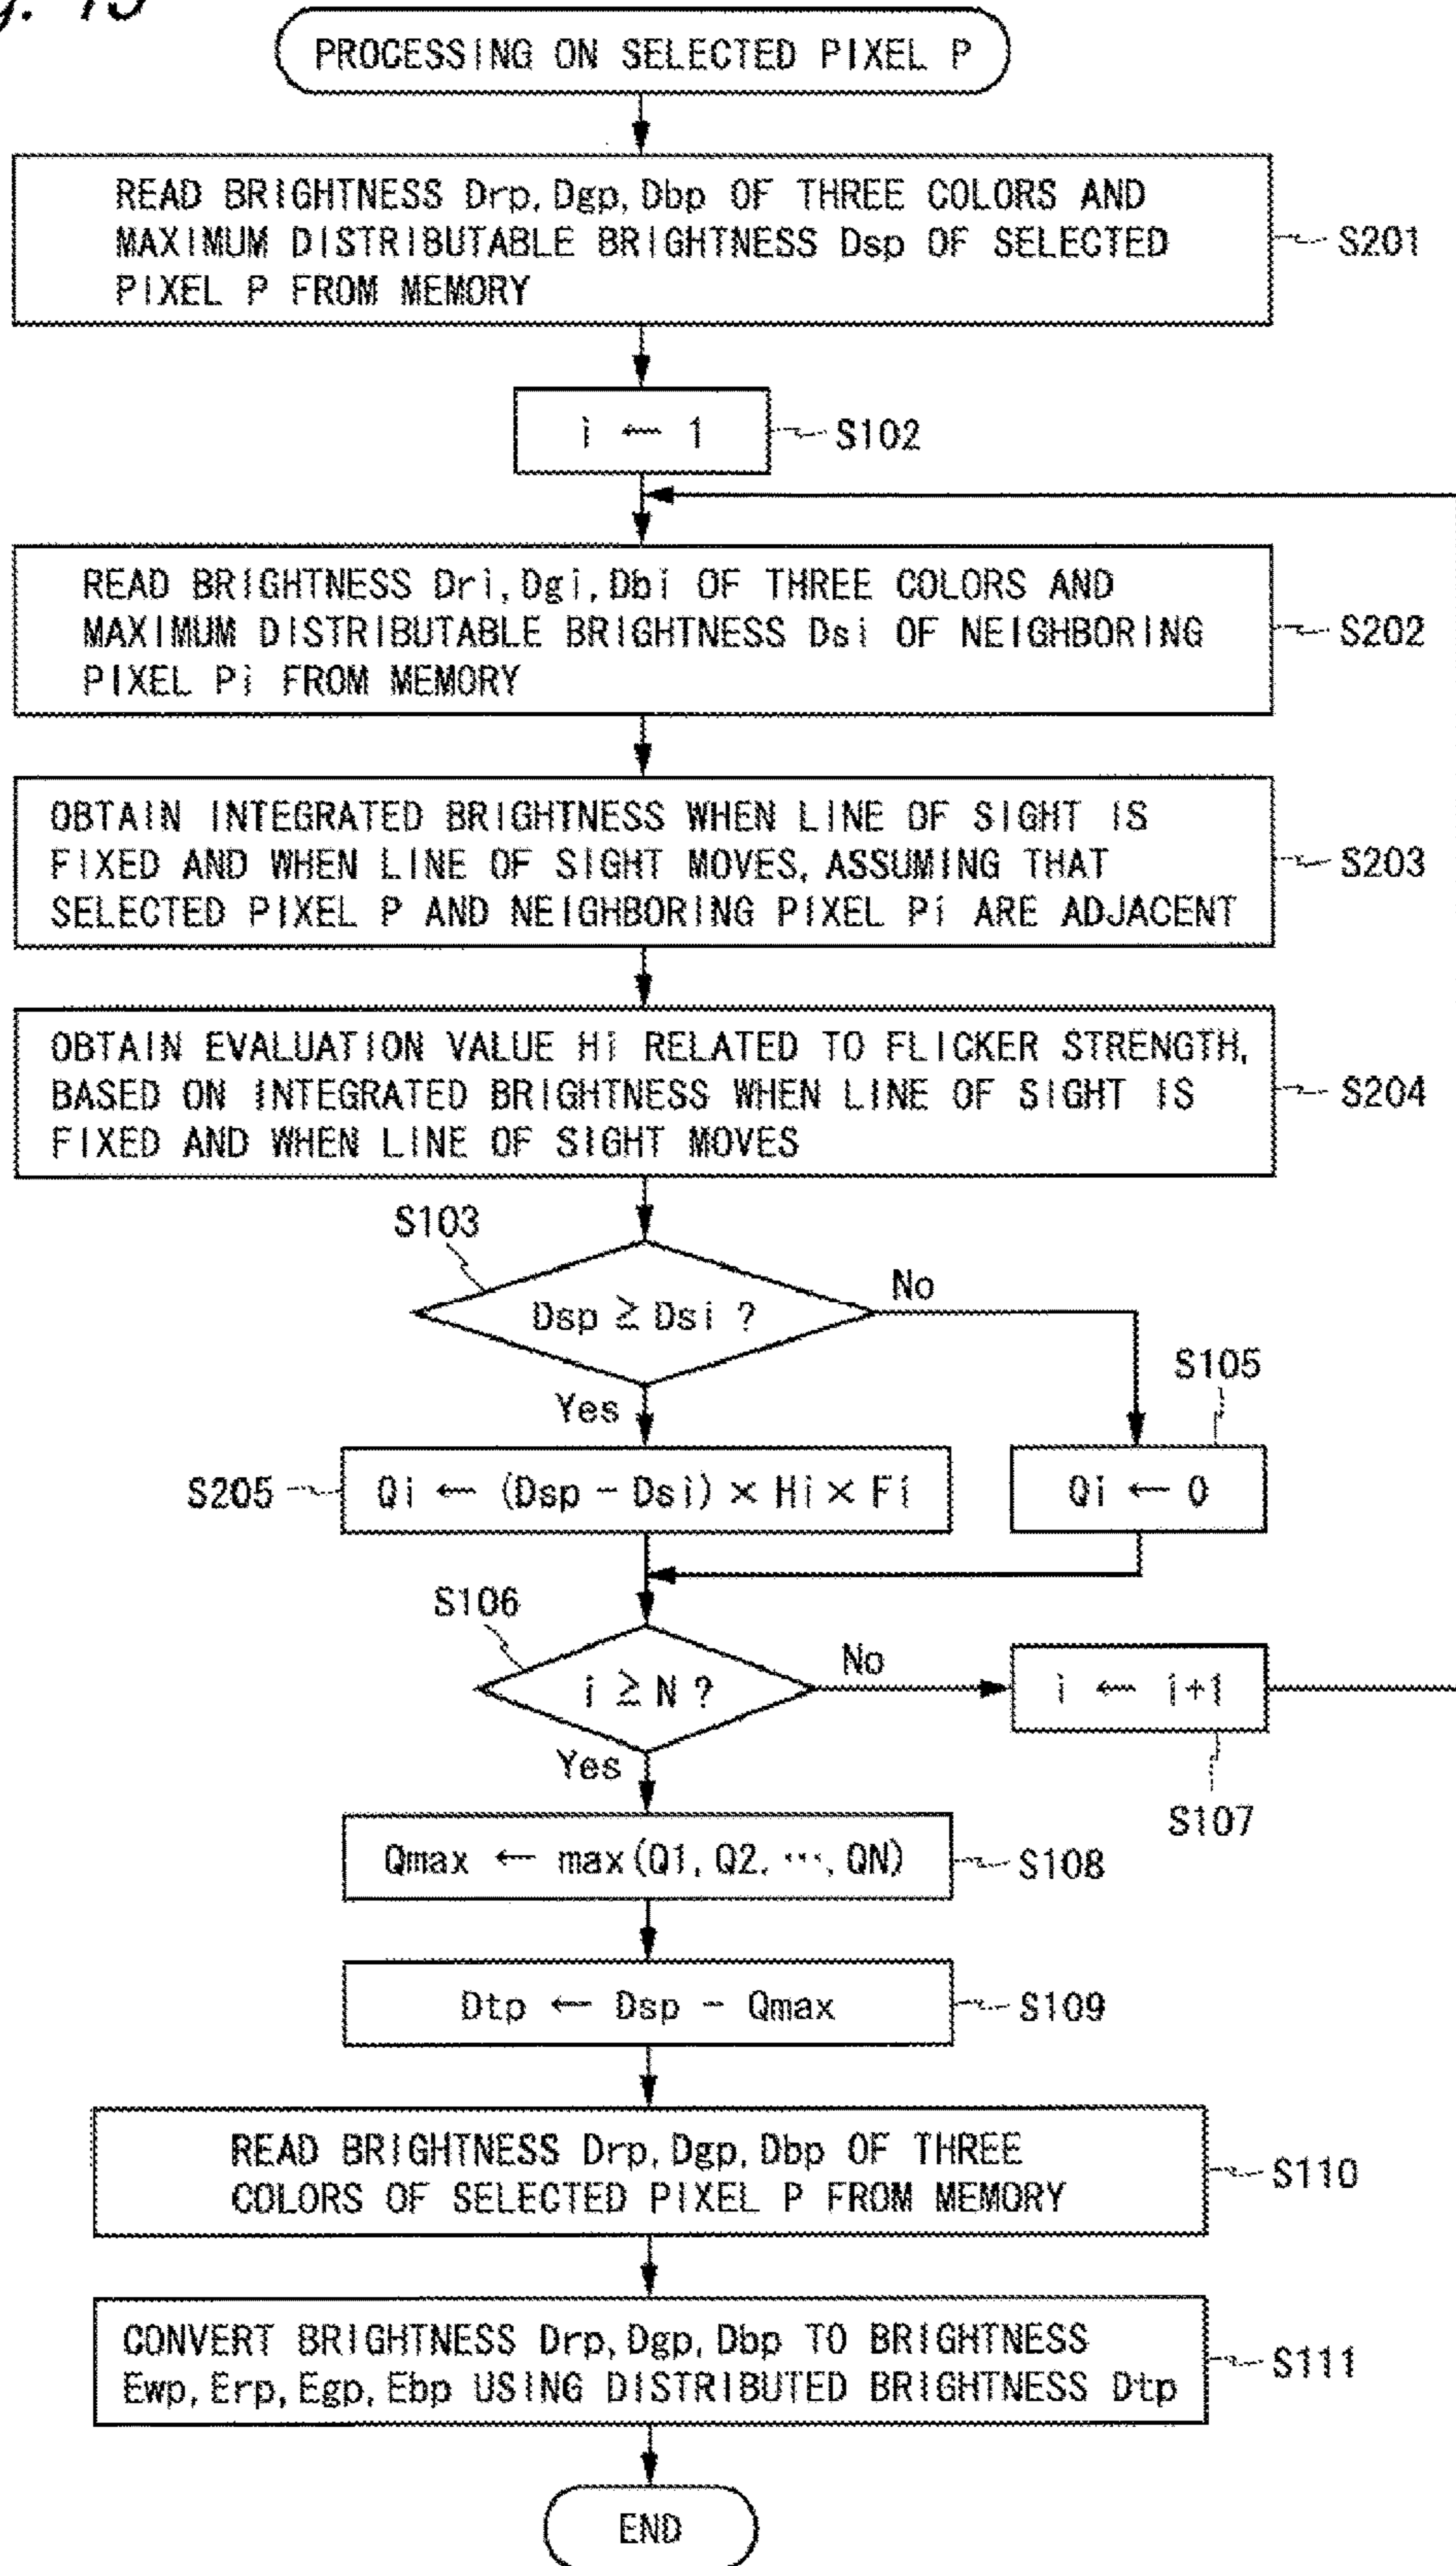 g. 15
PROCESSING ON SELECTED PIXEL P
READ BRIGHTNESS Drp, Dgp, Dbp OF THREE COLORS AND
MAXIMUM DISTRIBUTABLE BRIGHTNESS Dsp OF SELECTED
PIXEL P FROM MEMORY
S201
i ← 1
S102
READ BRIGHTNESS Dri, Dgi, Dbi OF THREE COLORS AND
MAXIMUM DISTRIBUTABLE BRIGHTNESS Dsi OF NEIGHBORING
PIXEL Pi FROM MEMORY
S202
OBTAIN INTEGRATED BRIGHTNESS WHEN LINE OF SIGHT IS
FIXED AND WHEN LINE OF SIGHT MOVES, ASSUMING THAT
SELECTED PIXEL P AND NEIGHBORING PIXEL Pi ARE ADJACENT
S203
OBTAIN EVALUATION VALUE Hi RELATED TO FLICKER STRENGTH,
BASED ON INTEGRATED BRIGHTNESS WHEN LINE OF SIGHT IS
FIXED AND WHEN LINE OF SIGHT MOVES
S204
S103
Dsp ≧ Dsi ?
No
Yes
S105
S205
Qi ← (Dsp - Dsi) × Hi × Fi
Qi ← 0
S106
i ≧ N ?
No
i ← i+1
Yes
S107
Qmax ← max(Q1, Q2, ⋯, QN)
S108
Dtp ← Dsp - Qmax
S109
READ BRIGHTNESS Drp, Dgp, Dbp OF THREE
COLORS OF SELECTED PIXEL P FROM MEMORY
S110
CONVERT BRIGHTNESS Drp, Dgp, Dbp TO BRIGHTNESS
Ewp, Erp, Egp, Ebp USING DISTRIBUTED BRIGHTNESS Dtp
S111
END